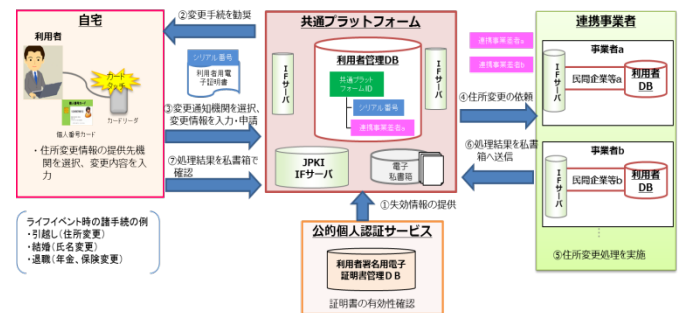 自宅
利用者
カード
タッチ
カードリーダ
個人番号カード
・住所変更情報の提供先機
関を選択、変更内容を入
力
ライフイベント時の諸手続の例
・引越し(住所変更)
・結婚(氏名変更)
・退職(年金、保険変更)
②変更手続を勧奨
シリアル番号
利用者用電
子証明書
③変更通知機関を選択、
変更情報を入力・申請
⑦処理結果を私書箱で
確認
共通プラットフォーム
IFサーバ
利用者管理DB
共通プラット
フォームID
シリアル番号
連携事業者a
IFサーバ
JPKI
IFサーバ
電子
私書箱
①失効情報の提供
公的個人認証サービス
利用者署名用電子
証明書管理DB
証明書の有効性確認
連携事業者a
連携事業者b
④住所変更の依頼
⑥処理結果を私書
箱へ送信
連携事業者
事業者a
IFサーバ
民間企業等a
利用者
DB
事業者b
IFサーバ
民間企業等b
利用者
DB
⑤住所変更処理を実施